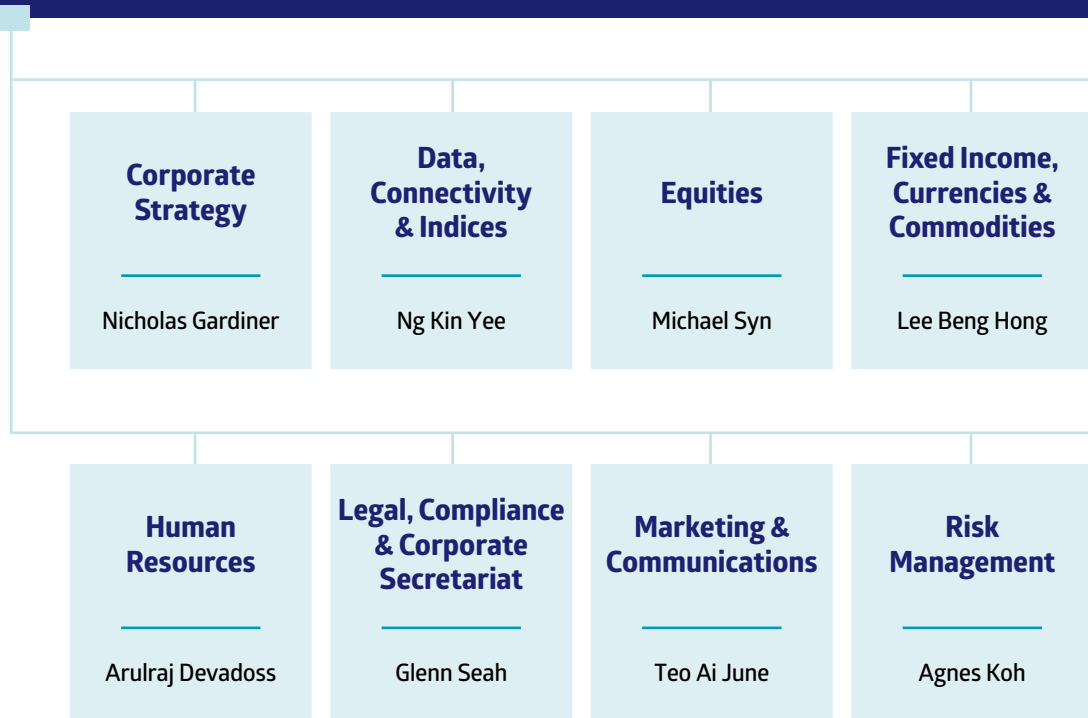 Corporate
Strategy
Nicholas Gardiner
Data,
Connectivity
& Indices
Ng Kin Yee
Equities
Michael Syn
Fixed Income,
Currencies &
Commodities
Lee Beng Hong
Human
Resources
Arulraj Devadoss
Legal, Compliance
& Corporate
Secretariat
Glenn Seah
Marketing &
Communications
Teo Ai June
Risk
Management
Agnes Koh